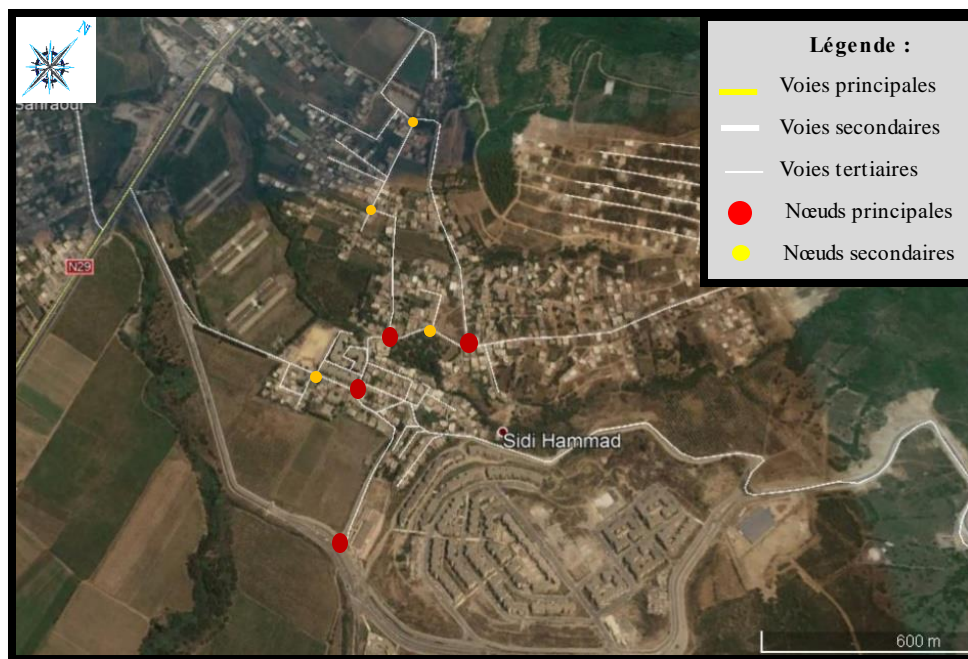 N
Sahraoui
N29
Sidi Hammad
600 m
Légende :
Voies principales
Voies secondaires
Voies tertiaires
Nœuds principales
Nœuds secondaires